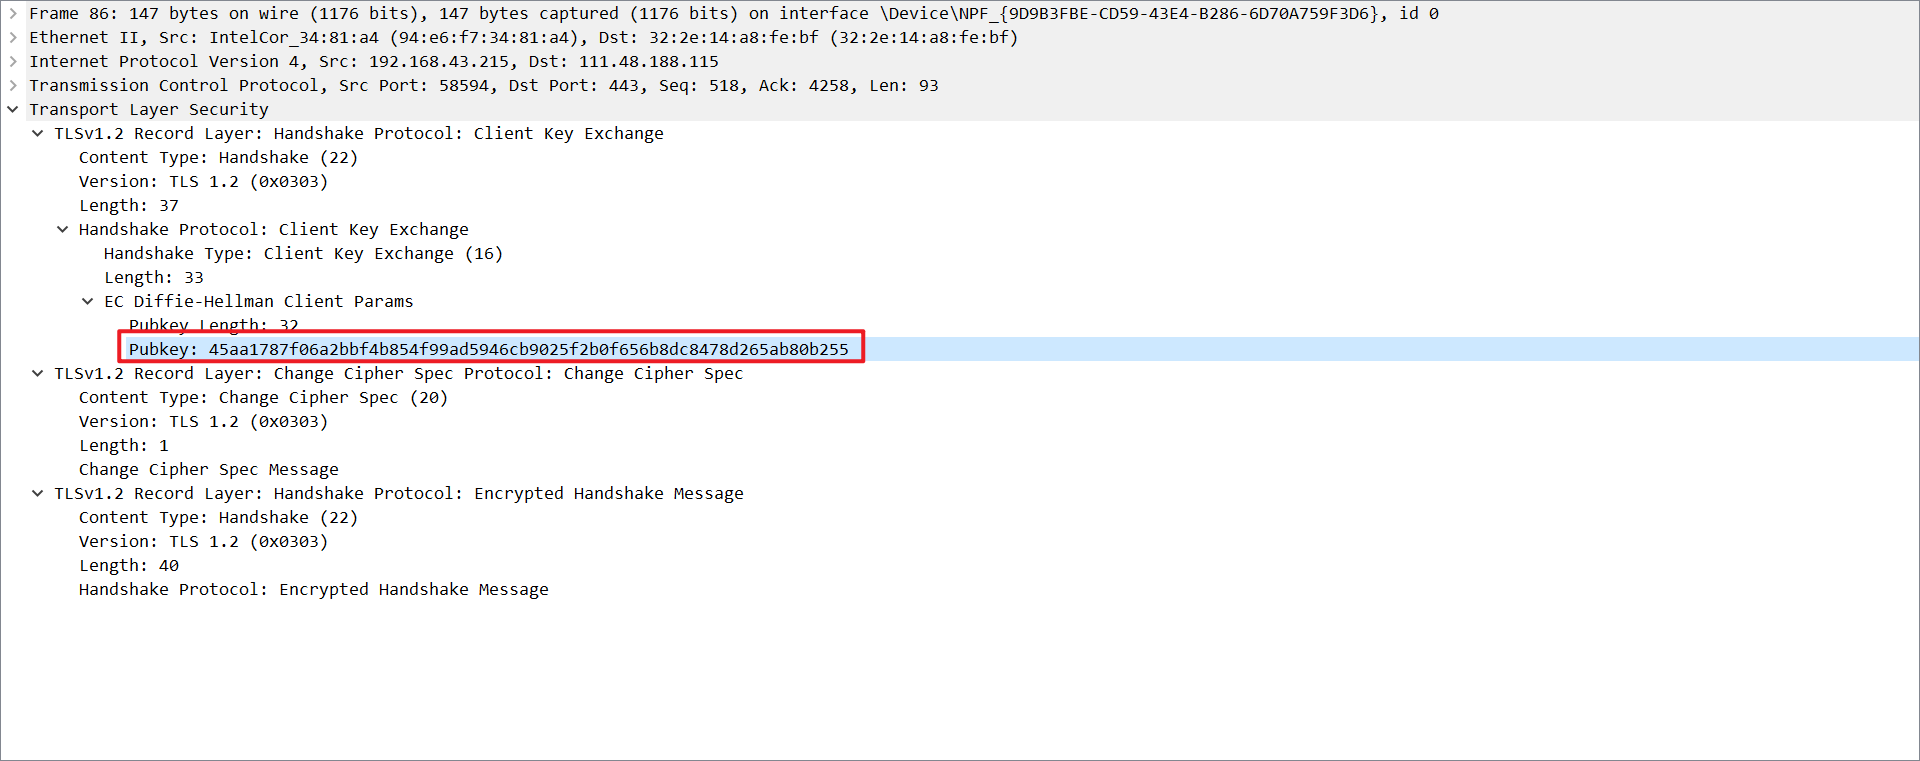 Frame 86: 147 bytes on wire (1176 bits), 147 bytes captured (1176 bits) on interface \Device\NPF_{9D9B3FBE-CD59-43E4-B286-6D70A759F3D6}, id 0
Ethernet II, Src: IntelCor_34:81:a4 (94:e6:f7:34:81:a4), Dst: 32:2e:14:a8:fe:bf (32:2e:14:a8:fe:bf)
Internet Protocol Version 4, Src: 192.168.43.215, Dst: 111.48.188.115
Transmission Control Protocol, Src Port: 58594, Dst Port: 443, Seq: 518, Ack: 4258, Len: 93
Transport Layer Security
TLSv1.2 Record Layer: Handshake Protocol: Client Key Exchange
Content Type: Handshake (22)
Version: TLS 1.2 (0x0303)
Length: 37
Handshake Protocol: Client Key Exchange
Handshake Type: Client Key Exchange (16)
Length: 33
EC Diffie-Hellman Client Params
Pubkey Length: 32
Pubkey: 45aa1787f06a2bbf4b854f99ad5946cb9025f2b0f656b8dc8478d265ab80b255
TLSv1.2 Record Layer: Change Cipher Spec Protocol: Change Cipher Spec
Content Type: Change Cipher Spec (20)
Version: TLS 1.2 (0x0303)
Length: 1
Change Cipher Spec Message
TLSv1.2 Record Layer: Handshake Protocol: Encrypted Handshake Message
Content Type: Handshake (22)
Version: TLS 1.2 (0x0303)
Length: 40
Handshake Protocol: Encrypted Handshake Message